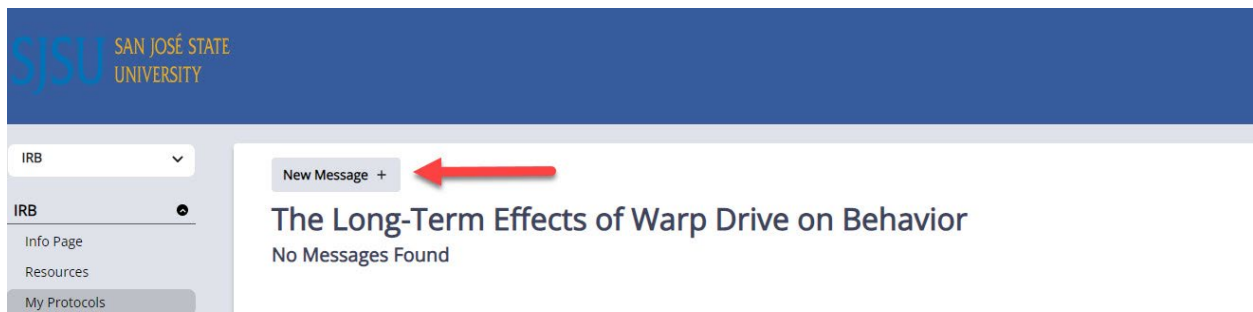 SJSU SAN JOSÉ STATE
UNIVERSITY
IRB
New Message +
IRB
The Long-Term Effects of Warp Drive on Behavior
Info Page
No Messages Found
Resources
My Protocols